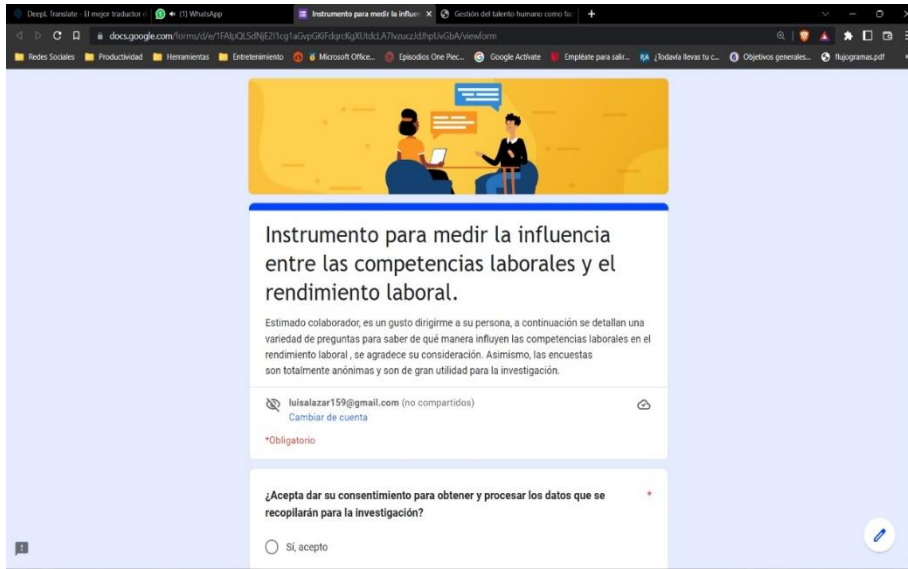 DeepL Translate - El mejor traductor d
(1) WhatsApp
Instrumento para medir la influen
Gestión del talento humano como fac
docs.google.com/forms/d/e/
/viewform
Redes Sociales
Productividad
Herramientas
Entretenimiento
Microsoft Office...
Episodios One Piec...
Google Activate
Empléate para salir...
¿Todavía llevas tu c...
Objetivos generales...
flujogramas.pdf
Instrumento para medir la influencia
entre las competencias laborales y el
rendimiento laboral.
Estimado colaborador, es un gusto dirigirme a su persona, a continuación se detallan una
variedad de preguntas para saber de qué manera influyen las competencias laborales en el
rendimiento laboral , se agradece su consideración. Asimismo, las encuestas
son totalmente anónimas y son de gran utilidad para la investigación.
luisalazar159@gmail.com (no compartidos)
Cambiar de cuenta
*Obligatorio
¿Acepta dar su consentimiento para obtener y procesar los datos que se *
recopilarán para la investigación?
Sí, acepto